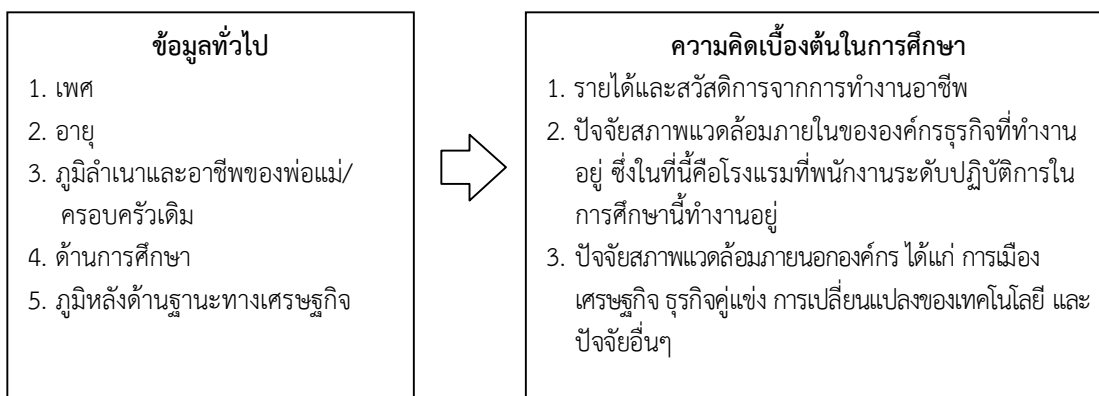 ข้อมูลทั่วไป
1. เพศ
2. อายุ
3. ภูมิลำเนาและอาชีพของพ่อแม่/
ครอบครัวเดิม
4. ด้านการศึกษา
5. ภูมิหลังด้านฐานะทางเศรษฐกิจ
ความคิดเบื้องต้นในการศึกษา
1. รายได้และสวัสดิการจากการทำงานอาชีพ
2. ปัจจัยสภาพแวดล้อมภายในขององค์กรธุรกิจที่ทำงาน
อยู่ ซึ่งในที่นี้คือโรงแรมที่พนักงานระดับปฏิบัติการใน
การศึกษานี้ทำงานอยู่
3. ปัจจัยสภาพแวดล้อมภายนอกองค์กร ได้แก่ การเมือง
เศรษฐกิจ ธุรกิจคู่แข่ง การเปลี่ยนแปลงของเทคโนโลยี และ
ปัจจัยอื่นๆ